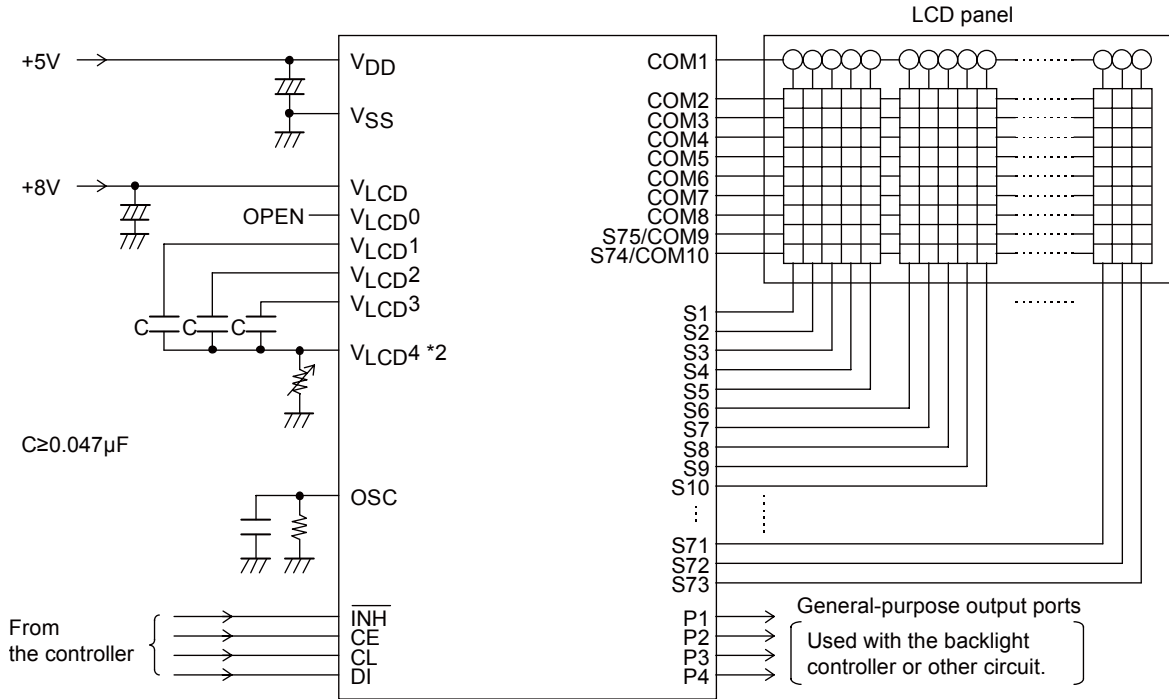 LCD panel
+5V
VDD
VSS
+8V
VLCD
OPEN
VLCD0
VLCD1
VLCD2
VLCD3
C
C
C
VLCD4 *2
C≥0.047μF
OSC
From
the controller
INH
CE
CL
DI
COM1
COM2
COM3
COM4
COM5
COM6
COM7
COM8
S75/COM9
S74/COM10
S1
S2
S3
S4
S5
S6
S7
S8
S9
S10
S71
S72
S73
P1
P2
P3
P4
General-purpose output ports
Used with the backlight
controller or other circuit.